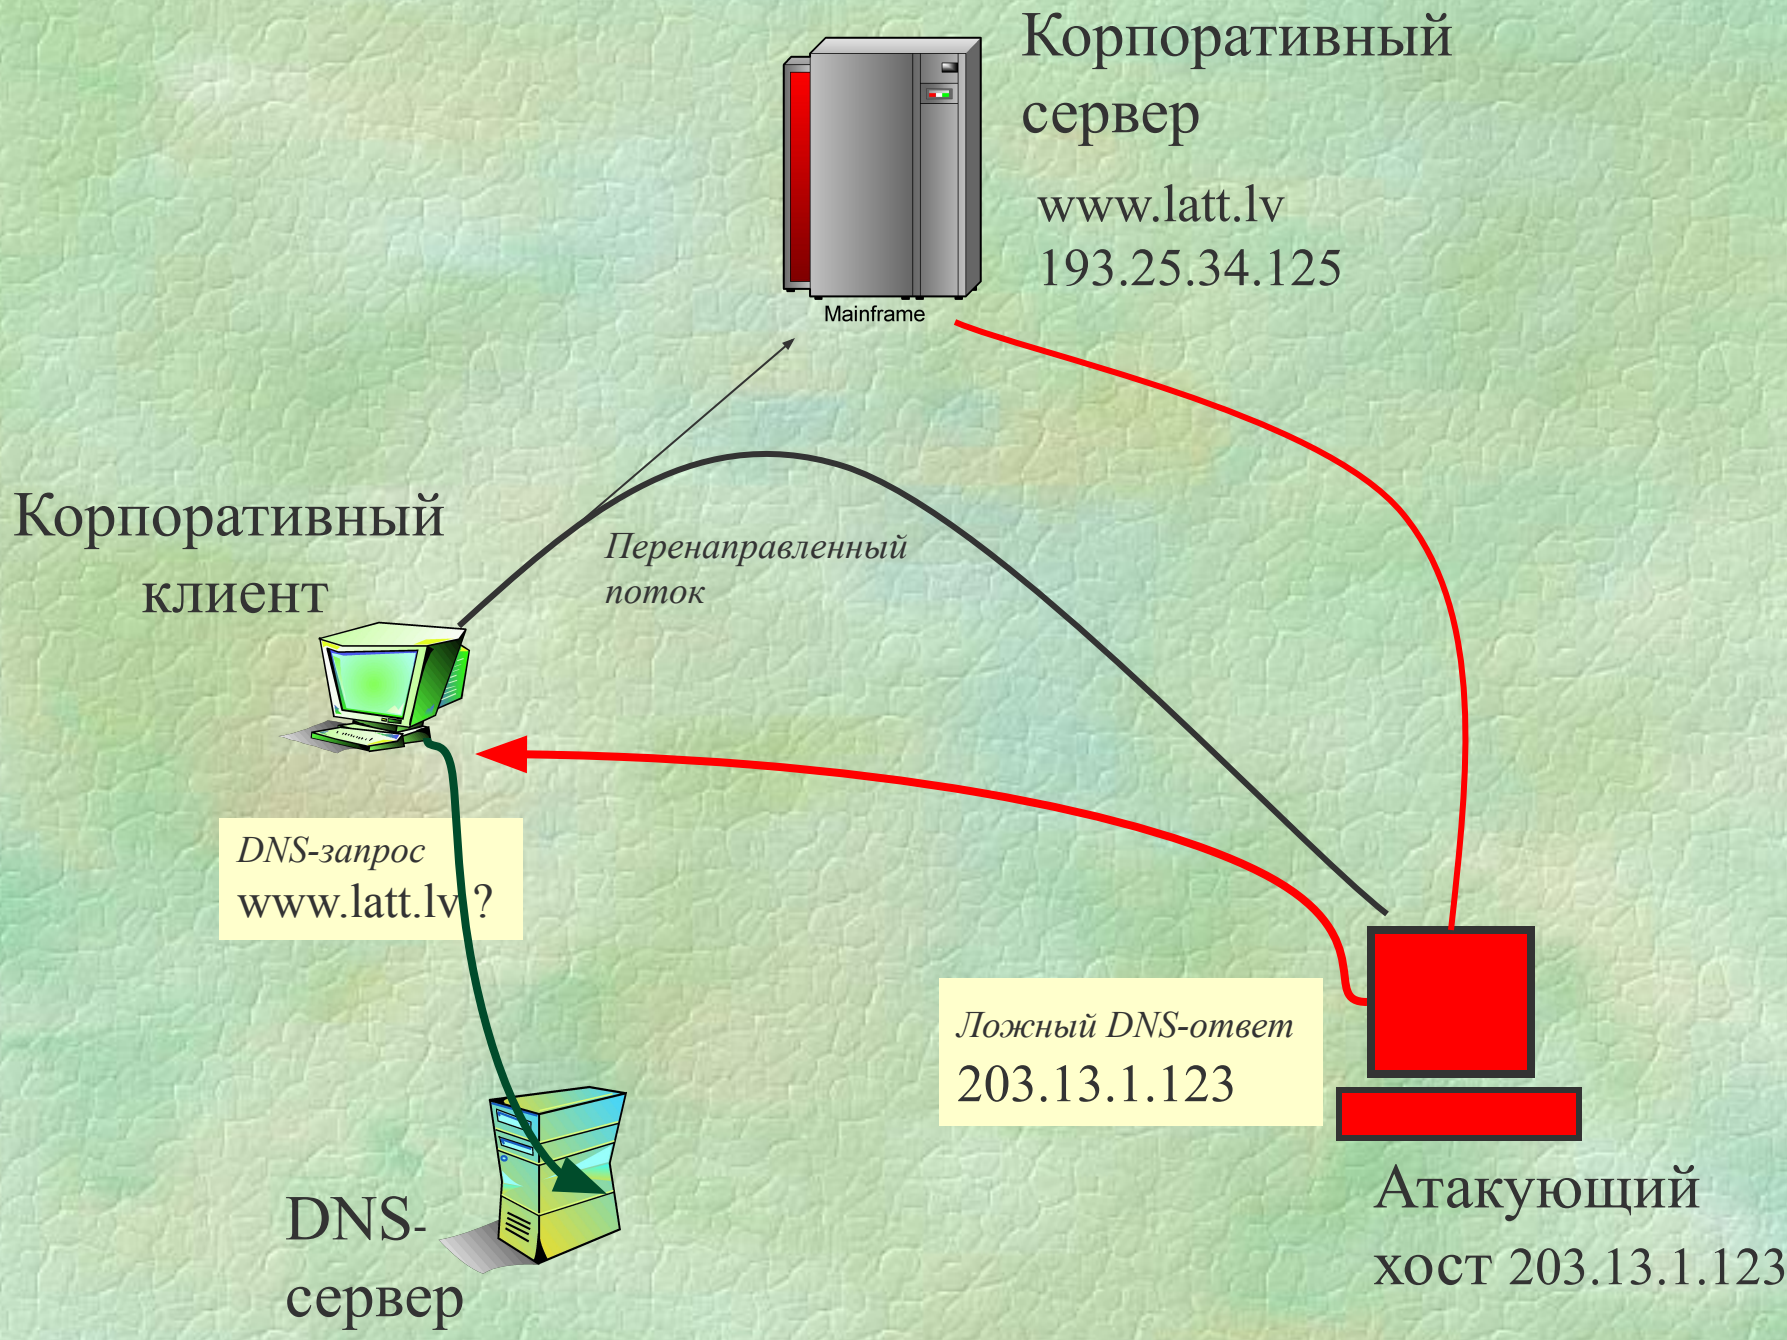 Корпоративный
сервер
www.latt.lv
193.25.34.125
Mainframe
Корпоративный
клиент
Перенаправленный
поток
DNS-запрос
www.latt.lv ?
Ложный DNS-ответ
203.13.1.123
DNS-
сервер
Атакующий
хост 203.13.1.123